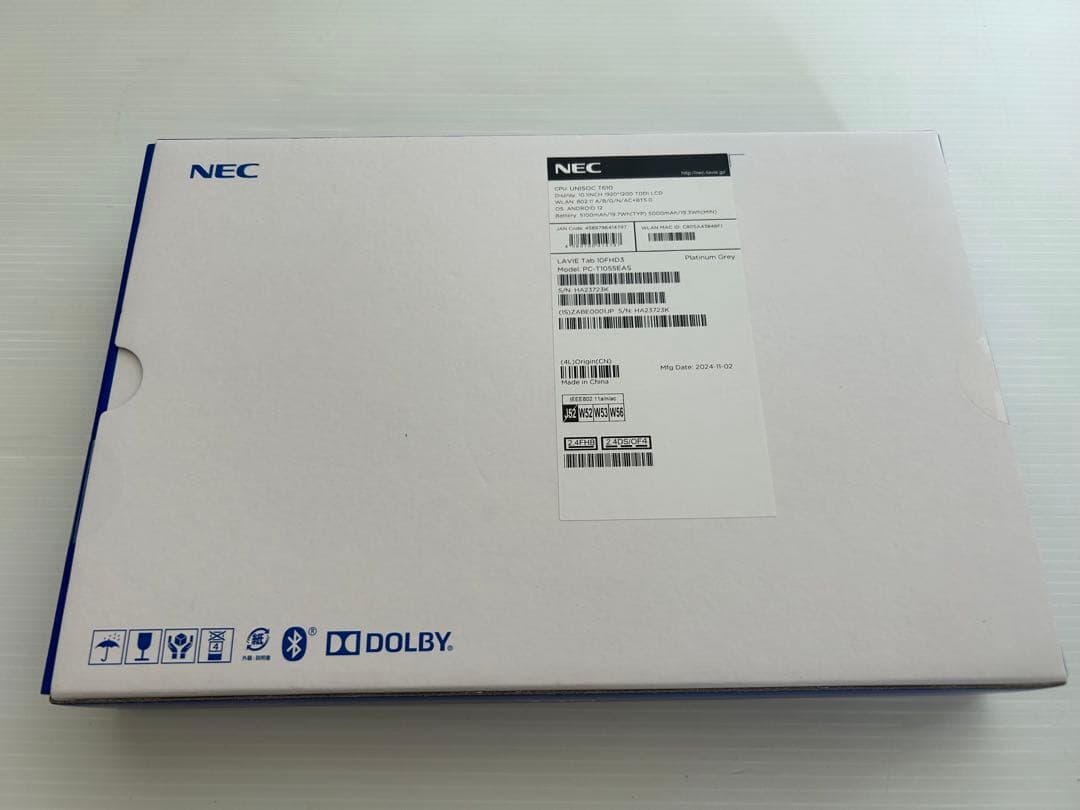 NEC
NEC
http://nec-lavie.jp/
CPU: UNISOC T610
Display: 10.1INCH 1920*1200 TDDI LCD
WLAN: 802.11 A/B/G/N/AC+BT5.0
OS: ANDROID 12
Battery: 5100mAh/19.7Wh(TYP) 5000mAh/19.3Wh(MIN)
JAN Code:
WLAN MAC ID:
LAVIE Tab 10FHD3
Platinum Grey
Model: PC-T1055EAS
S/N: HA23723K
(1S)ZABE000UP S/N: HA23723K
(4L)Origin(CN)
Mfg Date: 2024-11-02
Made in China
IEEE802.11a/n/ac
J52 W52 W53 W56
2.4FH8 2.4DS/OF4
4
紙
外箱:説明書
® DOLBY®